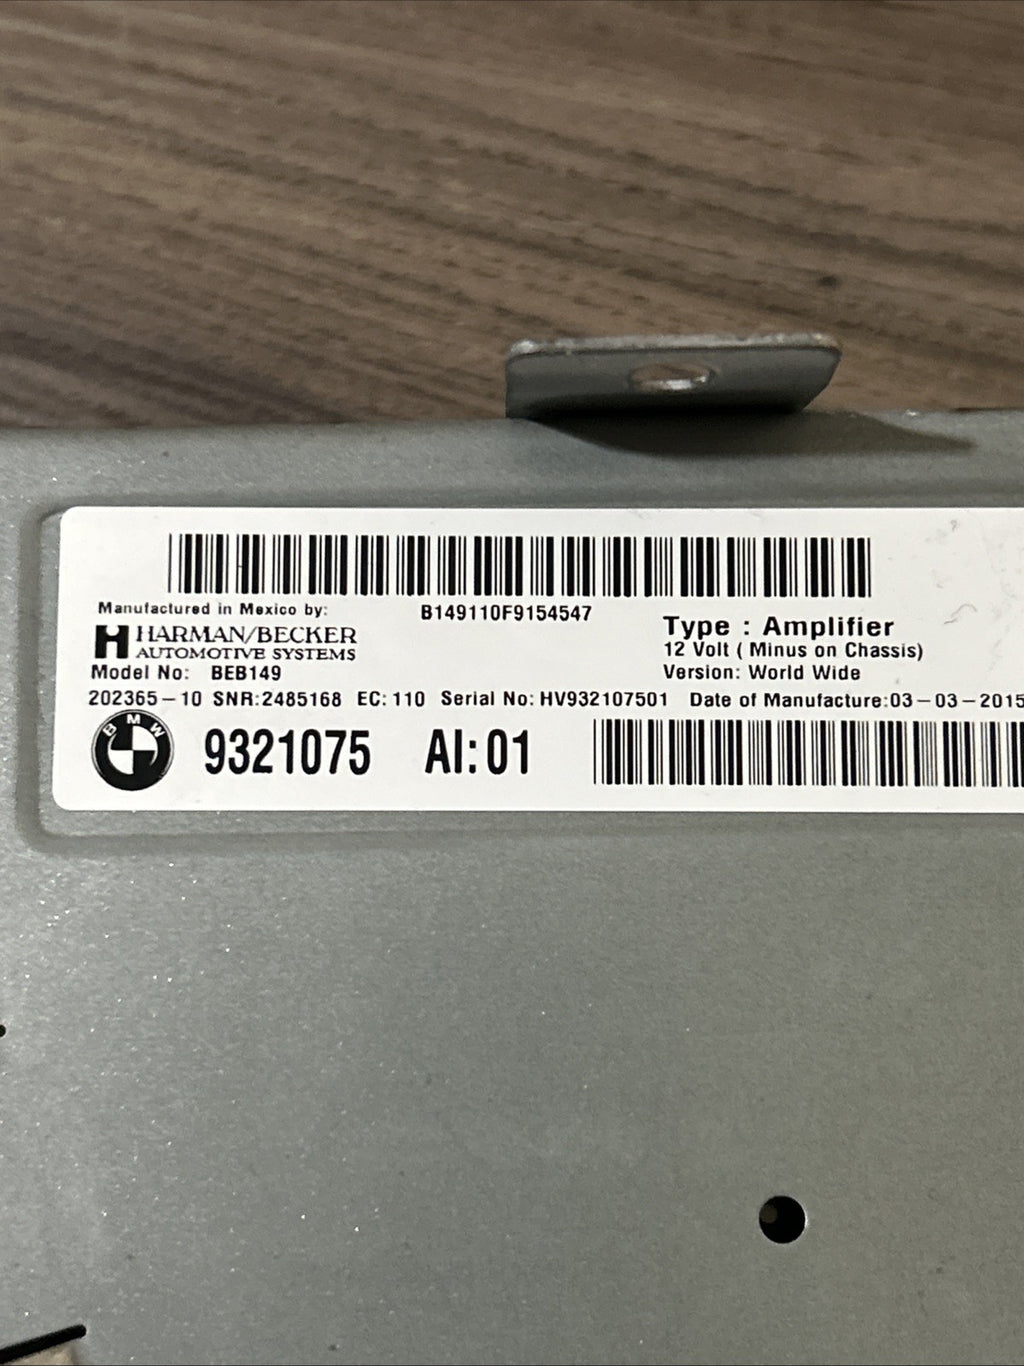 B149110F9154547
Manufactured in Mexico by:
HARMAN/BECKER
AUTOMOTIVE SYSTEMS
Model No: BEB149
Type : Amplifier
12 Volt ( Minus on Chassis)
Version: World Wide
202365-10 SNR:2485168 EC:110 Serial No:HV932107501 Date of Manufacture:03-03-2015
BMW 9321075 AI:01